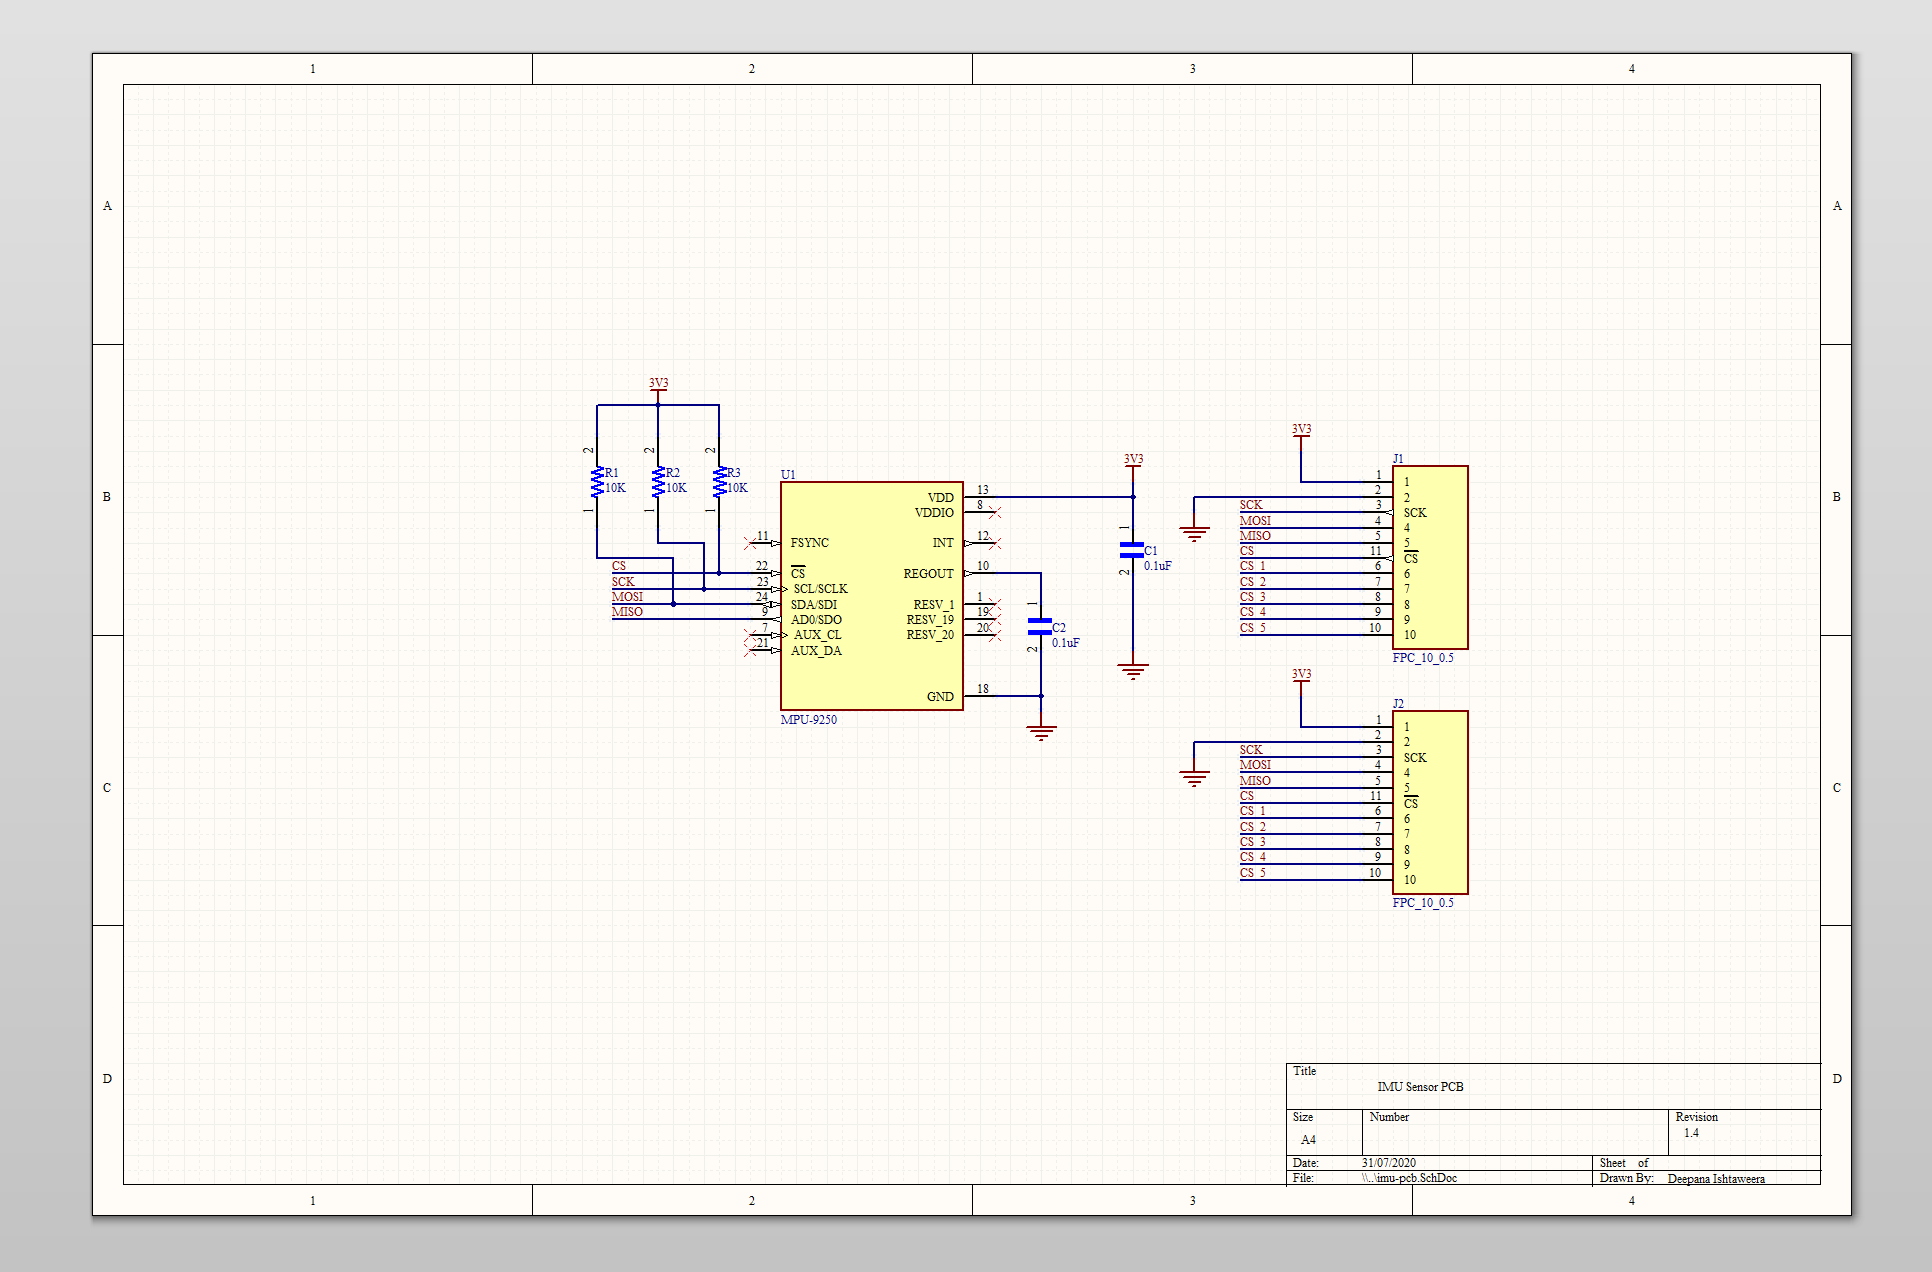 1 2 3 4
A A
B B
C C
D D
3V3
2 2 2
R1 R2 R3
10K 10K 10K
1 1 1
CS
SCK
MOSI
MISO
U1
11 FSYNC
22 CS
23 SCL/SCLK
24 SDA/SDI
9 AD0/SDO
7 AUX_CL
21 AUX_DA
VDD 13
VDDIO 8
INT 12
REGOUT 10
RESV_1 1
RESV_19 19
RESV_20 20
GND 18
MPU-9250
1
C2
0.1uF
2
3V3
1
C1
0.1uF
2
3V3
J1
1 1
2 2
SCK 3 SCK
MOSI 4 4
MISO 5 5
CS 11 CS
CS_1 6 6
CS_2 7 7
CS_3 8 8
CS_4 9 9
CS_5 10 10
FPC_10_0.5
3V3
J2
1 1
2 2
SCK 3 SCK
MOSI 4 4
MISO 5 5
CS 11 CS
CS_1 6 6
CS_2 7 7
CS_3 8 8
CS_4 9 9
CS_5 10 10
FPC_10_0.5
Title
IMU Sensor PCB
Size Number Revision
A4 1.4
Date: 31/07/2020 Sheet of
File: \\..\imu-pcb.SchDoc Drawn By: Deepana Ishtaweera
1 2 3 4